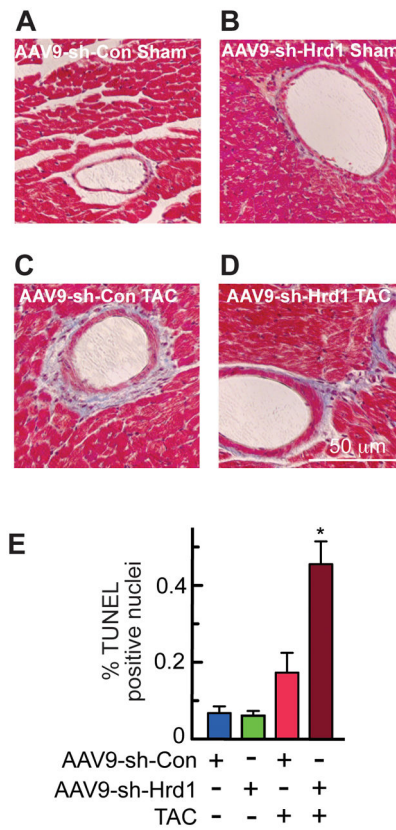 A
AAV9-sh-Con Sham
B
AAV9-sh-Hrd1 Sham
C
AAV9-sh-Con TAC
D
AAV9-sh-Hrd1 TAC
50 μm
E
% TUNEL
positive nuclei
0.4
0.2
0
*
AAV9-sh-Con + - + -
AAV9-sh-Hrd1 - + - +
TAC - - + +